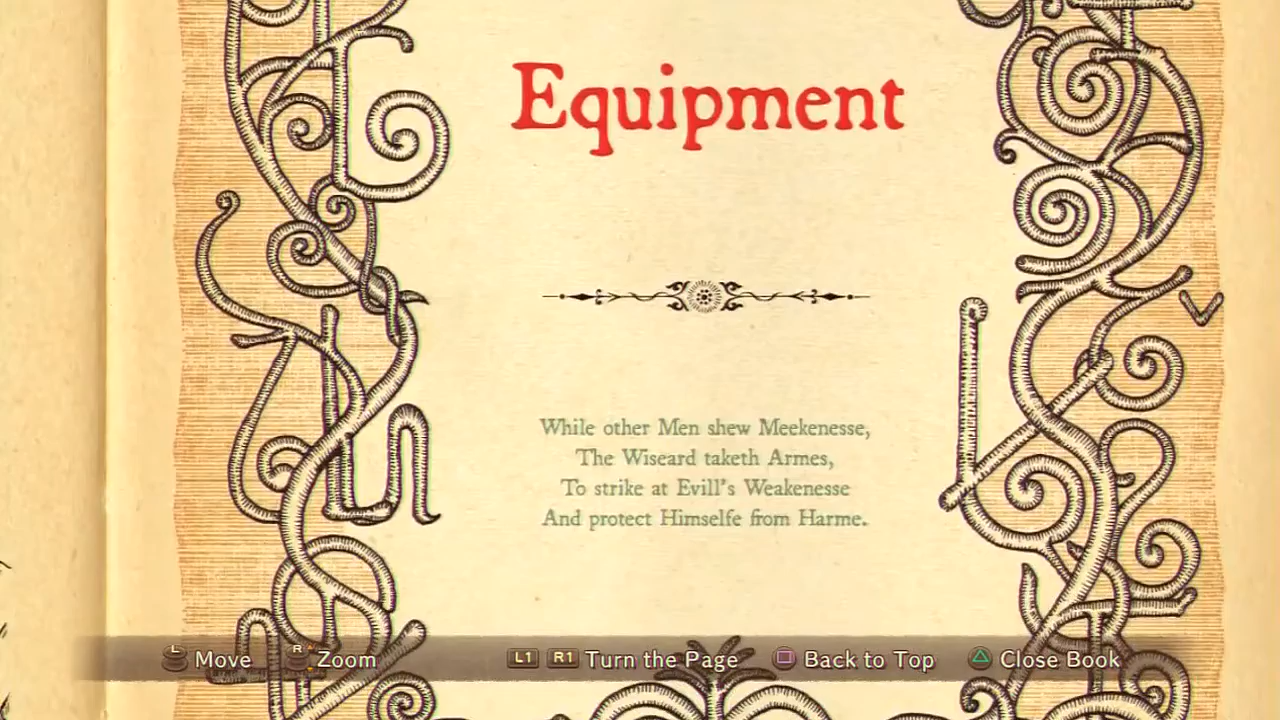 Equipment
While other Men shew Meekenesse,
The Wiseard taketh Armes,
To strike at Evill's Weakenesse
And protect Himselfe from Harme.
L Move R Zoom L1 R1 Turn the Page Back to Top Close Book